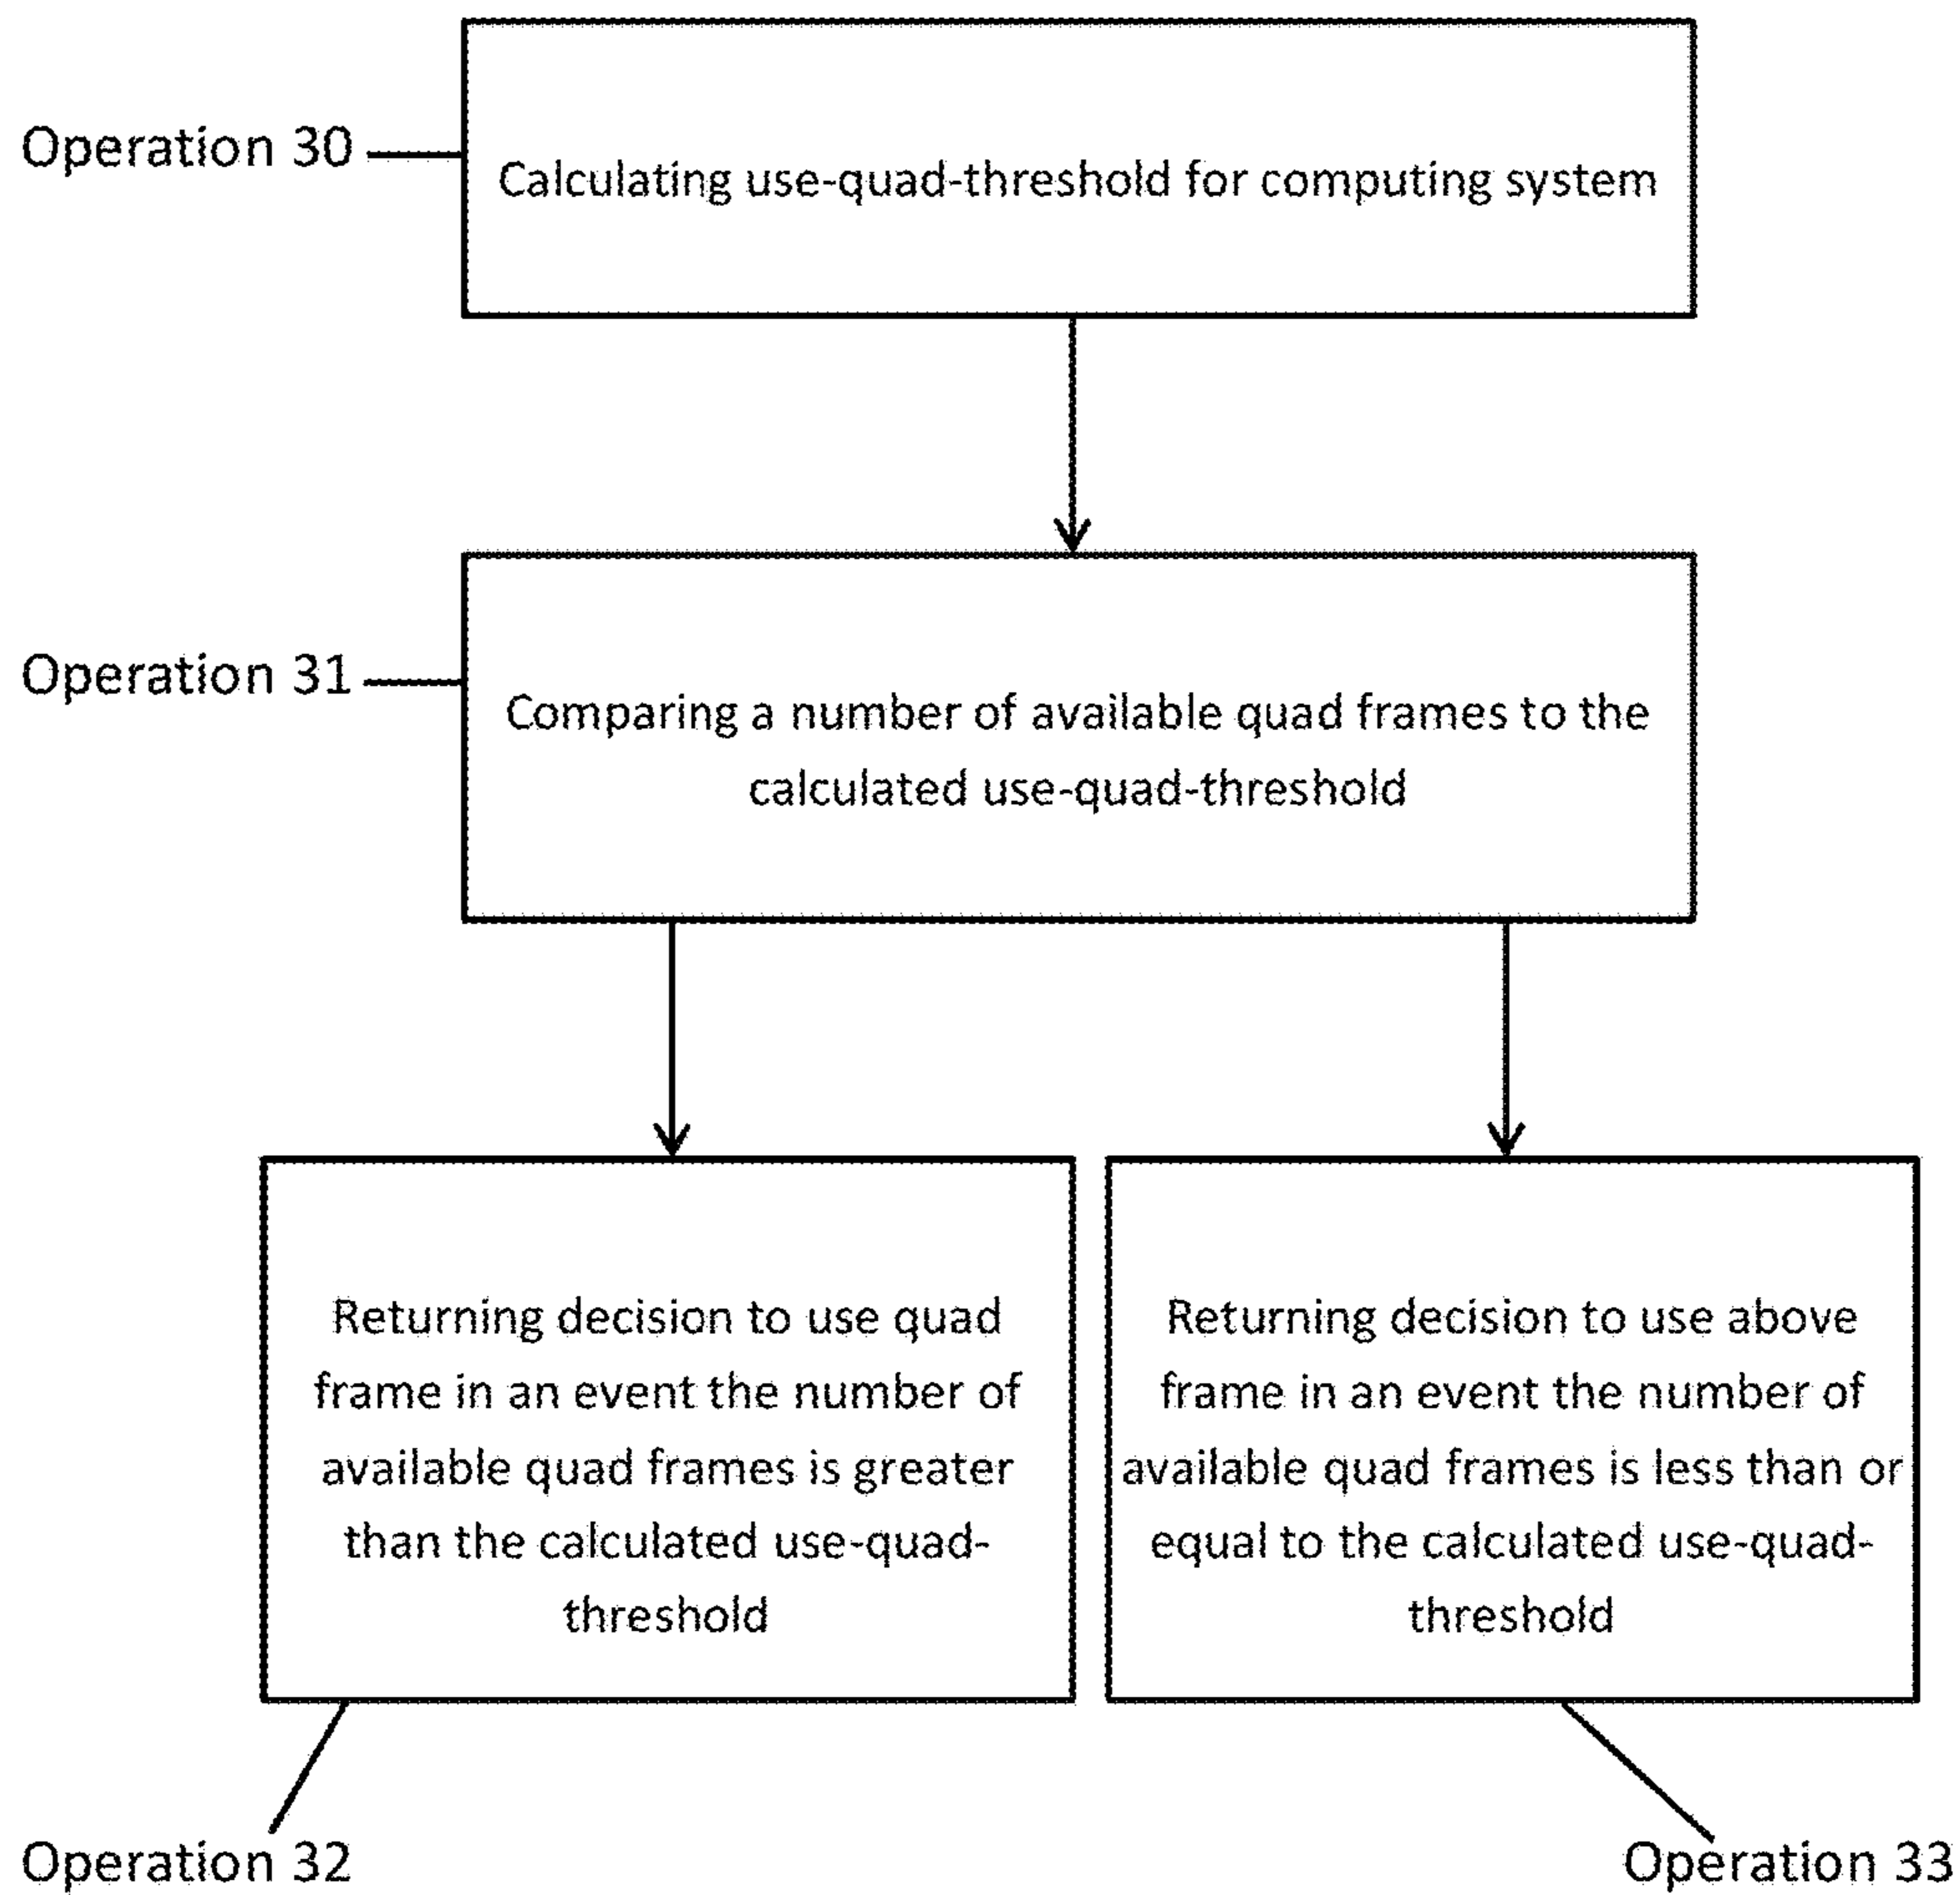 Operation 30
Calculating use-quad-threshold for computing system
Operation 31
Comparing a number of available quad frames to the
calculated use-quad-threshold
Returning decision to use quad
frame in an event the number of
available quad frames is greater
than the calculated use-quad-
threshold
Returning decision to use above
frame in an event the number of
available quad frames is less than or
equal to the calculated use-quad-
threshold
Operation 32
Operation 33